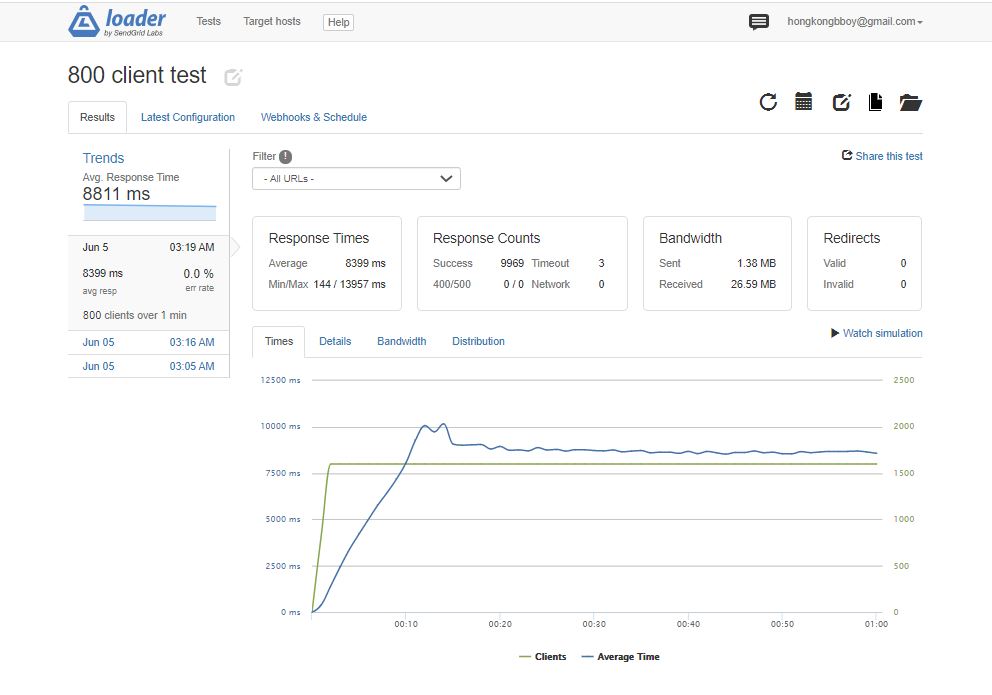 loader
by SendGrid Labs
Tests Target hosts Help
hongkongbboy@gmail.com
800 client test
Results Latest Configuration Webhooks & Schedule
Trends
Avg. Response Time
8811 ms
Jun 5 03:19 AM
8399 ms 0.0 %
avg resp err rate
800 clients over 1 min
Jun 05 03:16 AM
Jun 05 03:05 AM
Filter !
- All URLs -
Share this test
Response Times
Average 8399 ms
Min/Max 144 / 13957 ms
Response Counts
Success 9969 Timeout 3
400/500 0 / 0 Network 0
Bandwidth
Sent 1.38 MB
Received 26.59 MB
Redirects
Valid 0
Invalid 0
Times Details Bandwidth Distribution
Watch simulation
12500 ms 2500
10000 ms 2000
7500 ms 1500
5000 ms 1000
2500 ms 500
0 ms 0
00:10 00:20 00:30 00:40 00:50 01:00
Clients Average Time